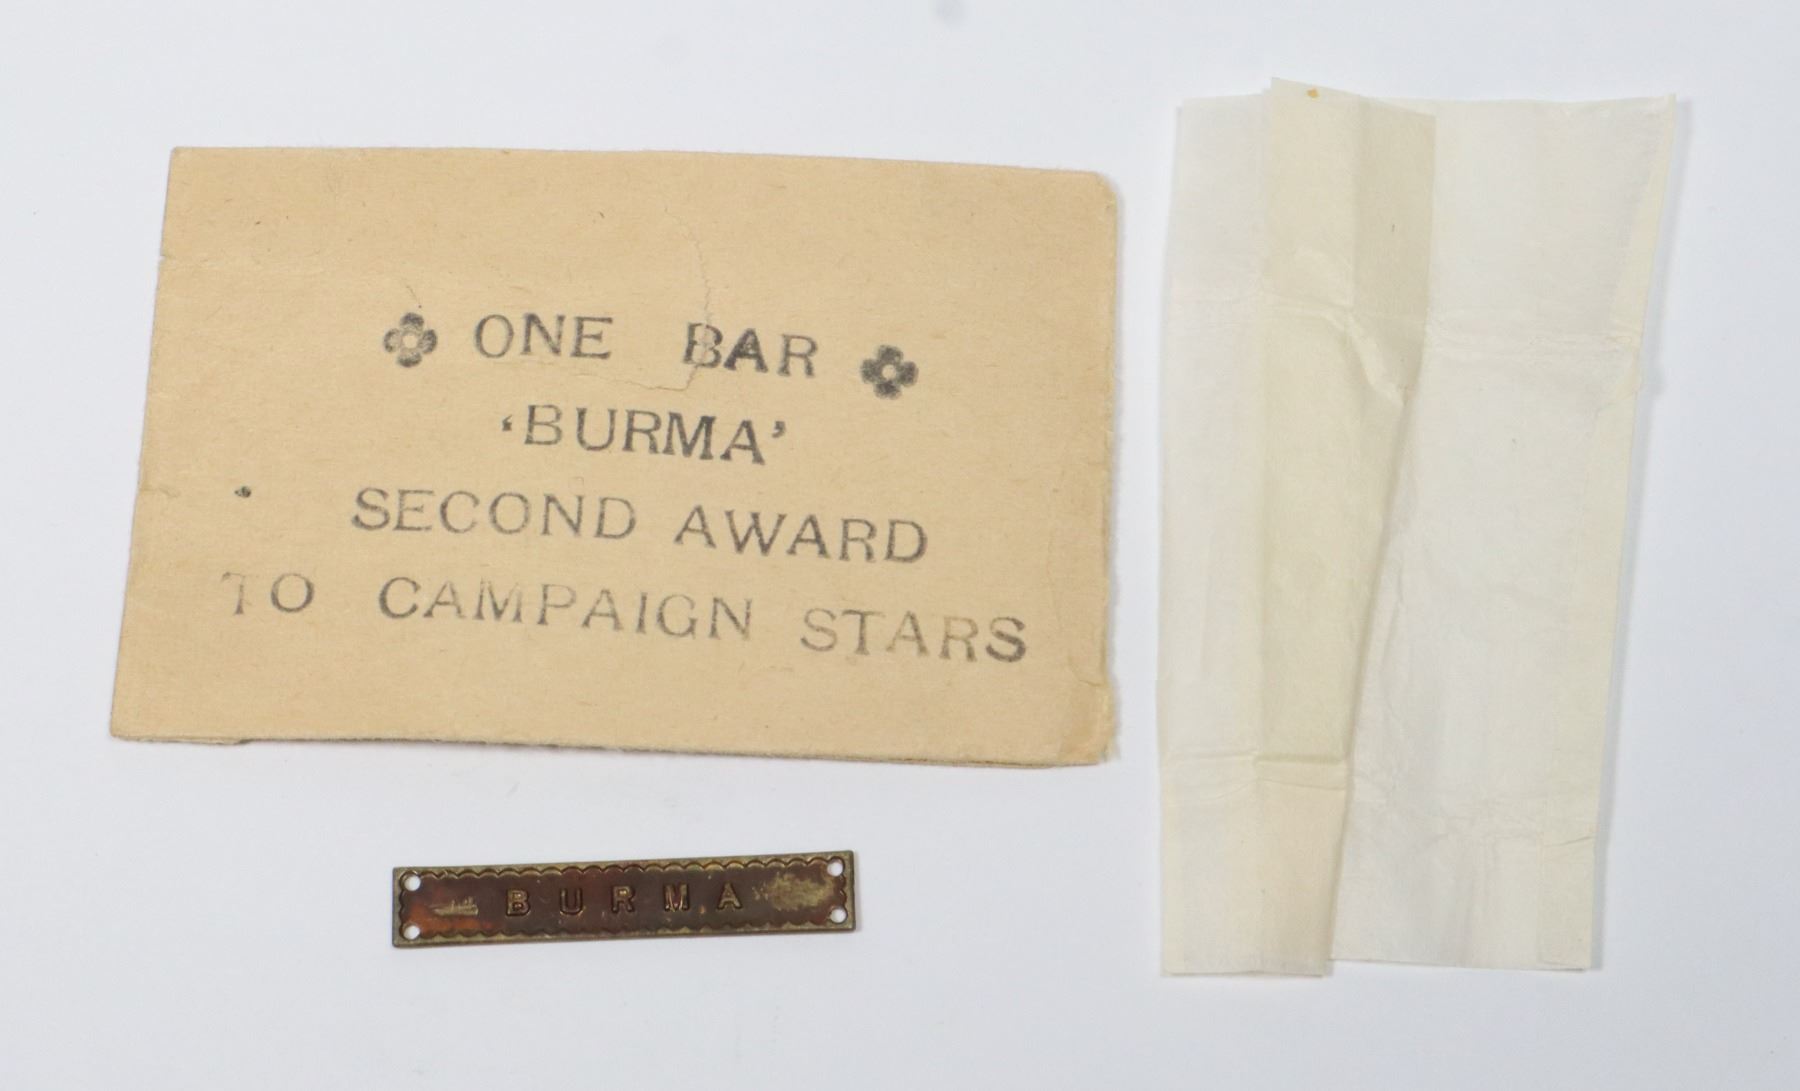 ONE BAR
‘BURMA’
SECOND AWARD
TO CAMPAIGN STARS
BURMA